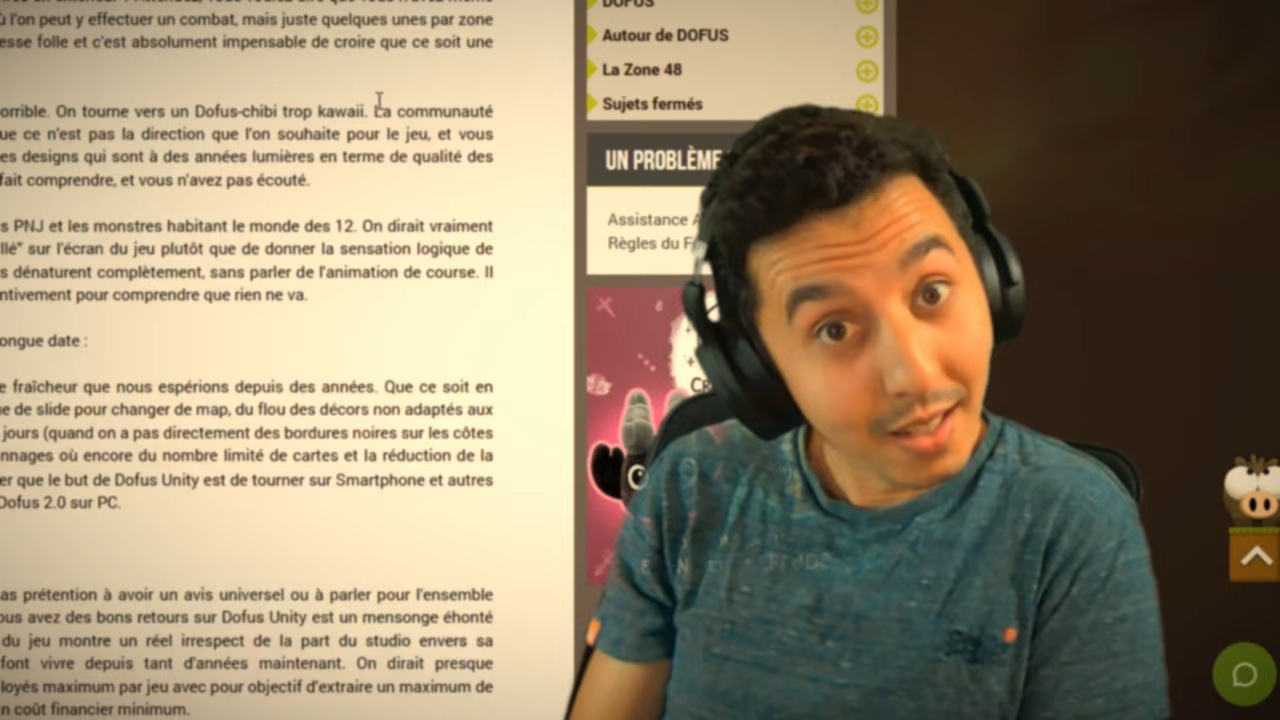 ù l'on peut y effectuer un combat, mais juste quelques unes par zone
esse folle et c'est absolument impensable de croire que ce soit une
orrible. On tourne vers un Dofus-chibi trop kawaii. La communauté
ue ce n'est pas la direction que l'on souhaite pour le jeu, et vous
es designs qui sont à des années lumières en terme de qualité des
fait comprendre, et vous n'avez pas écouté.
s PNJ et les monstres habitant le monde des 12. On dirait vraiment
llé" sur l'écran du jeu plutôt que de donner la sensation logique de
s dénaturent complètement, sans parler de l'animation de course. Il
ntivement pour comprendre que rien ne va.
ongue date :
e fraîcheur que nous espérions depuis des années. Que ce soit en
ue de slide pour changer de map, du flou des décors non adaptés aux
jours (quand on a pas directement des bordures noires sur les côtes
nnages où encore du nombre limité de cartes et la réduction de la
er que le but de Dofus Unity est de tourner sur Smartphone et autres
Dofus 2.0 sur PC.
as prétention à avoir un avis universel ou à parler pour l'ensemble
ous avez des bons retours sur Dofus Unity est un mensonge éhonté
du jeu montre un réel irrespect de la part du studio envers sa
font vivre depuis tant d'années maintenant. On dirait presque
loyés maximum par jeu avec pour objectif d'extraire un maximum de
n coût financier minimum.
DOFUS
Autour de DOFUS
La Zone 48
Sujets fermés
UN PROBLÈME
Assistance A
Règles du F
CR